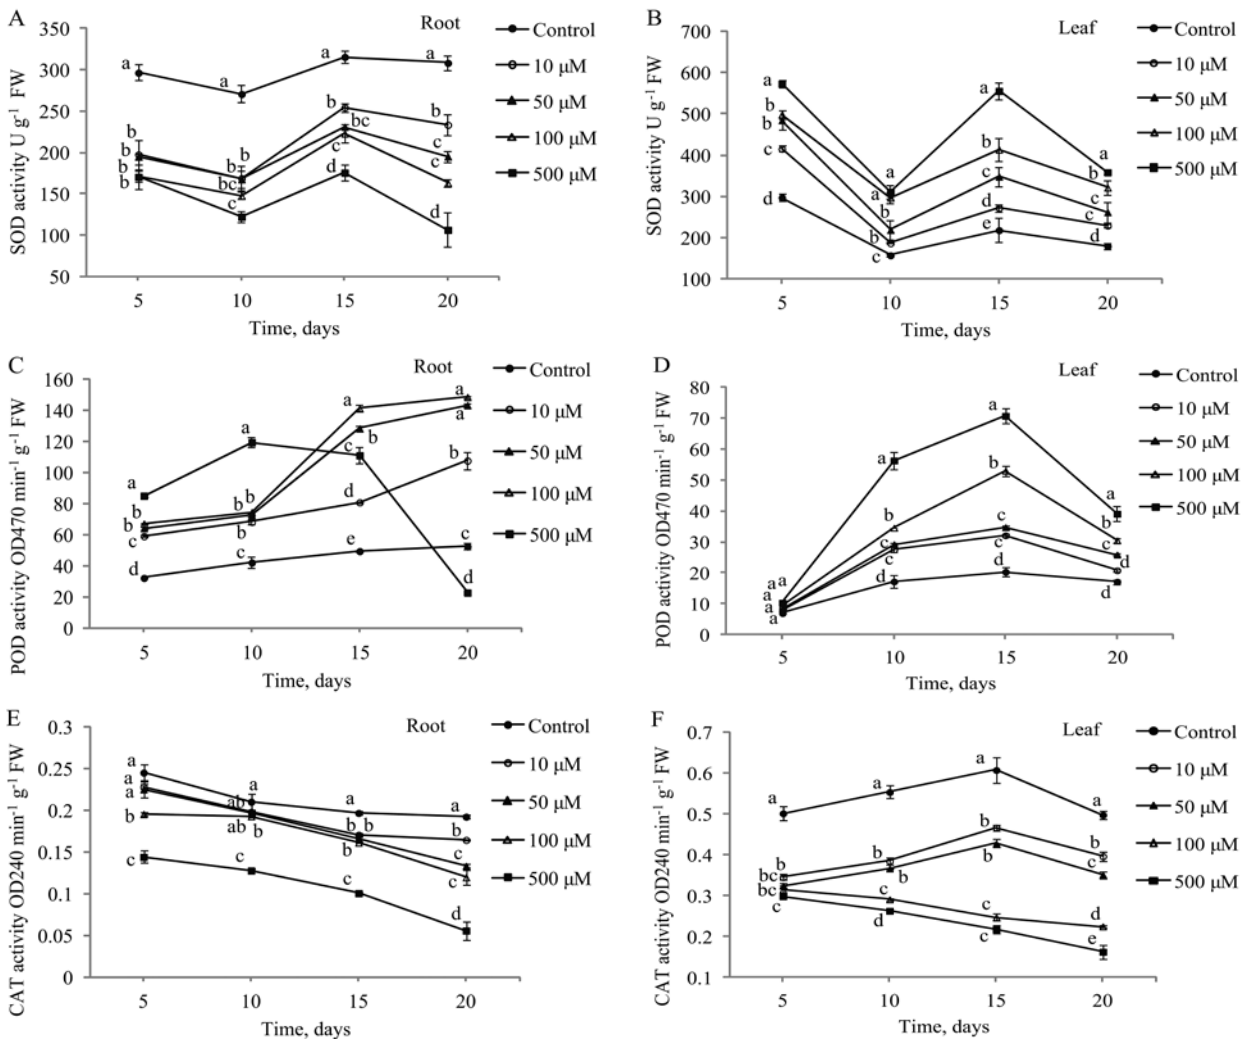 A
Root
SOD activity U g⁻¹ FW
350
300
250
200
150
100
50
5 10 15 20
Time, days
Control
10 μM
50 μM
100 μM
500 μM
a a a a
b b b b
b b bc c
b bc c c
b c d d
B
Leaf
SOD activity U g⁻¹ FW
700
600
500
400
300
200
100
5 10 15 20
Time, days
Control
10 μM
50 μM
100 μM
500 μM
a a a a
b a b b
b b c c
c b d c
d c e d
C
Root
POD activity OD470 min⁻¹ g⁻¹ FW
160
140
120
100
80
60
40
20
0
5 10 15 20
Time, days
Control
10 μM
50 μM
100 μM
500 μM
a a a a
b b b b a
b b c b
c b d c
d c e d
D
Leaf
POD activity OD470 min⁻¹ g⁻¹ FW
80
70
60
50
40
30
20
10
0
5 10 15 20
Time, days
Control
10 μM
50 μM
100 μM
500 μM
a a a a
a b b b
a c c c
a c c d
a d d d
E
Root
CAT activity OD240 min⁻¹ g⁻¹ FW
0.3
0.25
0.2
0.15
0.1
0.05
0
5 10 15 20
Time, days
Control
10 μM
50 μM
100 μM
500 μM
a a a a
a ab b b b
a ab b b c
b c c c
c d
F
Leaf
CAT activity OD240 min⁻¹ g⁻¹ FW
0.7
0.6
0.5
0.4
0.3
0.2
0.1
5 10 15 20
Time, days
Control
10 μM
50 μM
100 μM
500 μM
a a a a
b b b b
bc b b c
bc c c d
c d c e